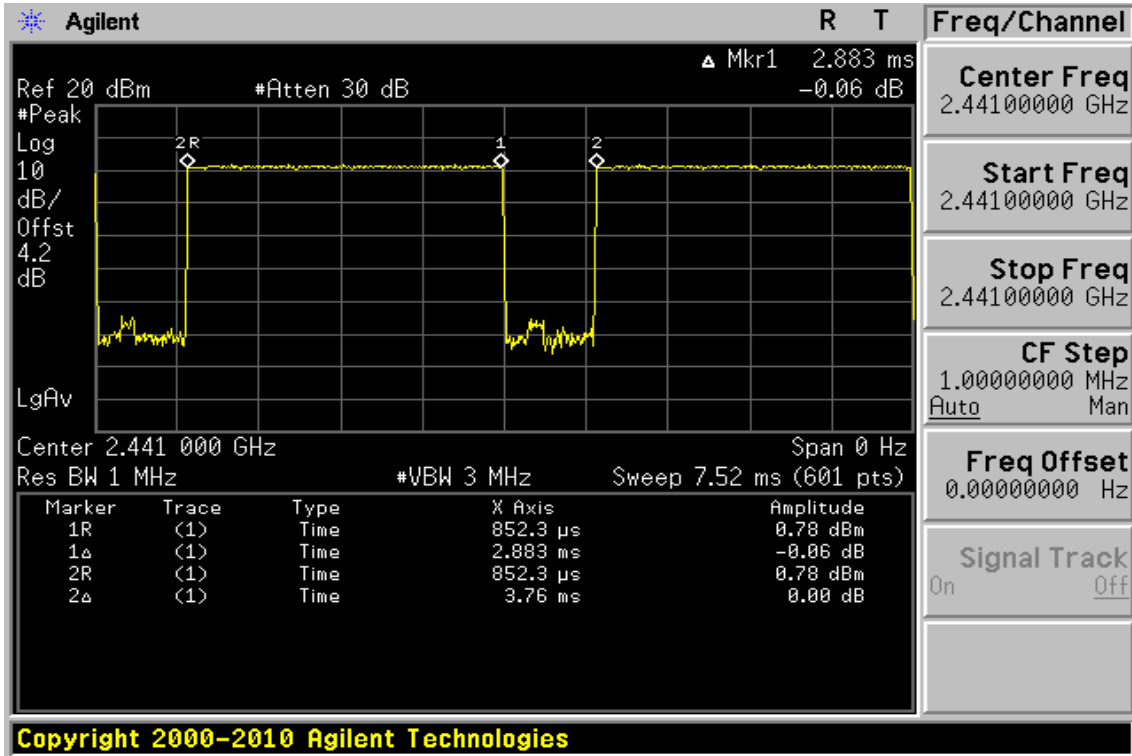 Agilent R T Freq/Channel
Δ Mkr1 2.883 ms
Ref 20 dBm #Atten 30 dB -0.06 dB
#Peak
Log
10
dB/
Offst
4.2
dB
LgAv
2R 1 2
Center 2.441 000 GHz Span 0 Hz
Res BW 1 MHz #VBW 3 MHz Sweep 7.52 ms (601 pts)
Marker Trace Type X Axis Amplitude
1R (1) Time 852.3 µs 0.78 dBm
1Δ (1) Time 2.883 ms -0.06 dB
2R (1) Time 852.3 µs 0.78 dBm
2Δ (1) Time 3.76 ms 0.00 dB
Center Freq
2.44100000 GHz
Start Freq
2.44100000 GHz
Stop Freq
2.44100000 GHz
CF Step
1.00000000 MHz
Auto Man
Freq Offset
0.00000000 Hz
Signal Track
On Off
Copyright 2000-2010 Agilent Technologies